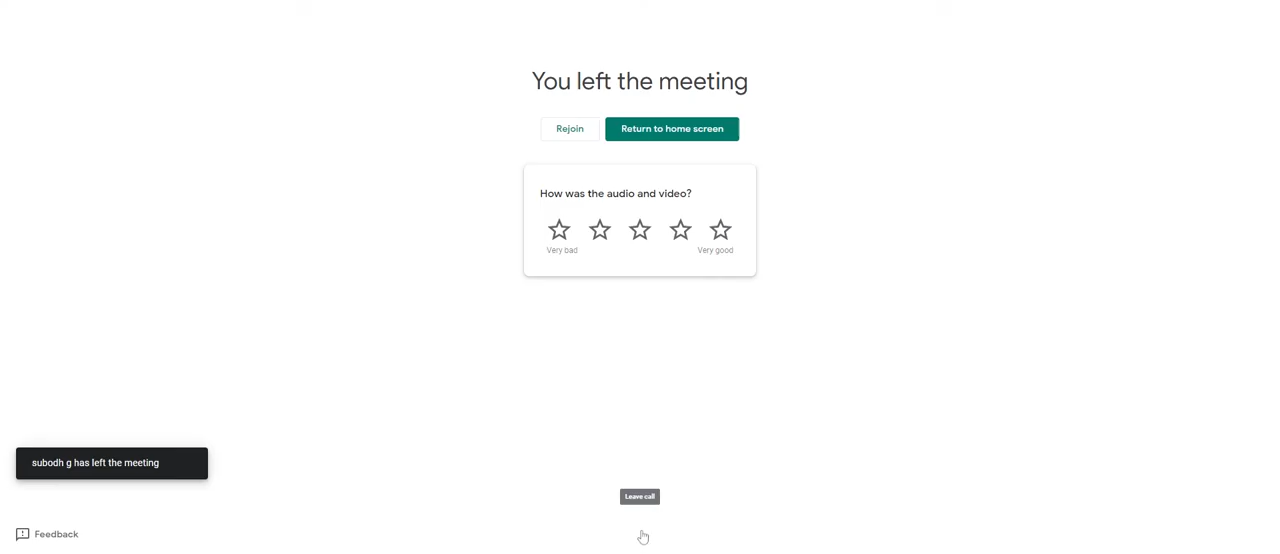 You left the meeting
Rejoin
Return to home screen
How was the audio and video?
Very bad
Very good
subodh g has left the meeting
Leave call
Feedback